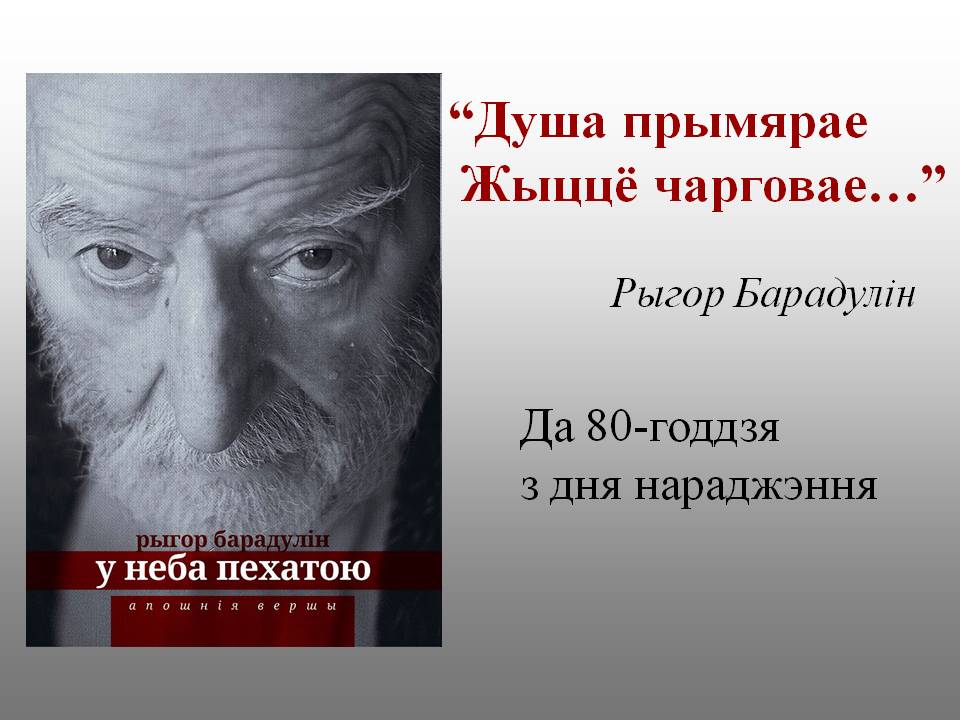 “Душа прымярае
Жыццё чарговае…”
Рыгор Барадулін
Да 80-годдзя
з дня нараджэння
рыгор барадулін
у неба пехатою
апошнія вершы